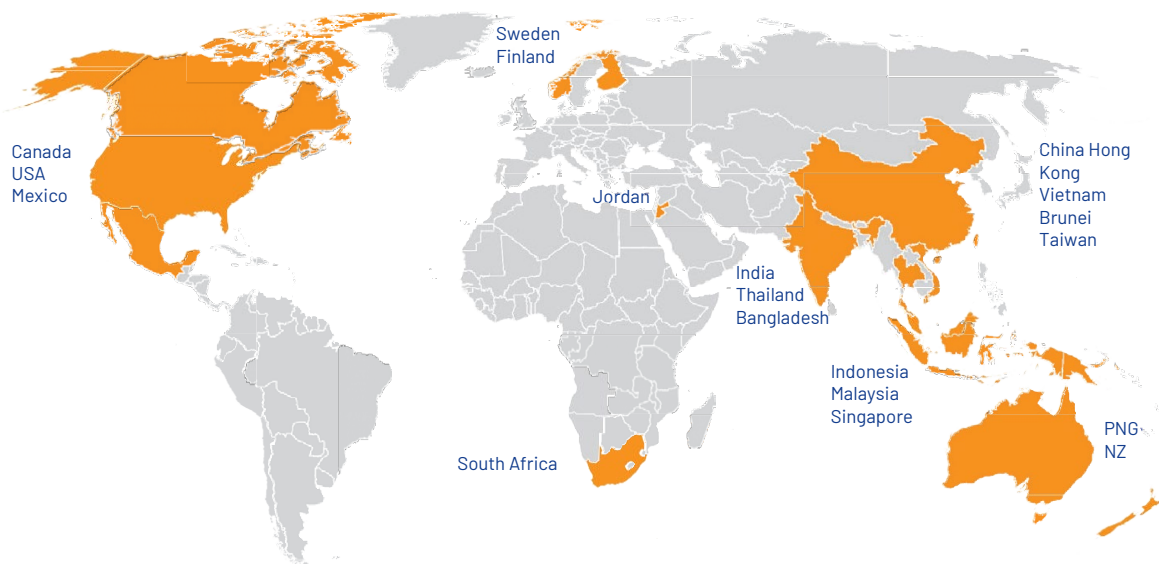 Sweden
Finland
Canada
USA
Mexico
China Hong
Kong
Vietnam
Brunei
Taiwan
Jordan
India
Thailand
Bangladesh
Indonesia
Malaysia
Singapore
PNG
NZ
South Africa